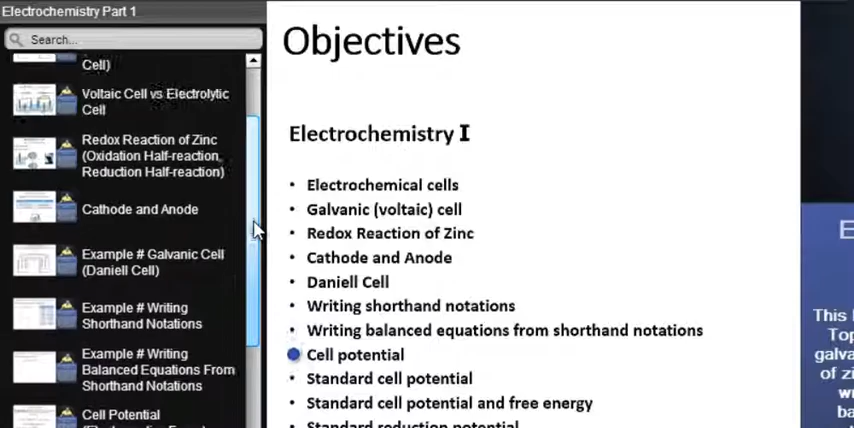 Electrochemistry Part 1
Search...
Cell)
Voltaic Cell vs Electrolytic
Cell
Redox Reaction of Zinc
(Oxidation Half-reaction,
Reduction Half-reaction)
Cathode and Anode
Example # Galvanic Cell
(Daniell Cell)
Example # Writing
Shorthand Notations
Example # Writing
Balanced Equations From
Shorthand Notations
Cell Potential
Objectives
Electrochemistry I
• Electrochemical cells
• Galvanic (voltaic) cell
• Redox Reaction of Zinc
• Cathode and Anode
• Daniell Cell
• Writing shorthand notations
• Writing balanced equations from shorthand notations
Cell potential
• Standard cell potential
• Standard cell potential and free energy
• Standard reduction potential
E
This
Top
galva
of zi
w
ba